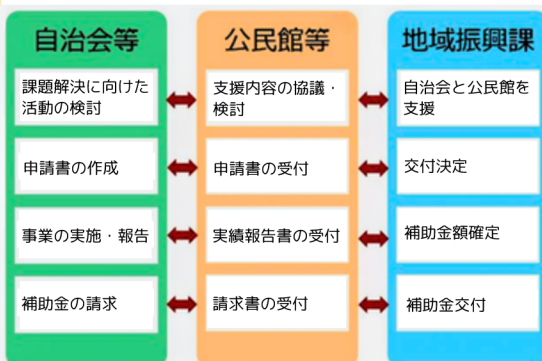 自治会等
課題解決に向けた
活動の検討
申請書の作成
事業の実施・報告
補助金の請求
公民館等
支援内容の協議・
検討
申請書の受付
実績報告書の受付
請求書の受付
地域振興課
自治会と公民館を
支援
交付決定
補助金額確定
補助金交付